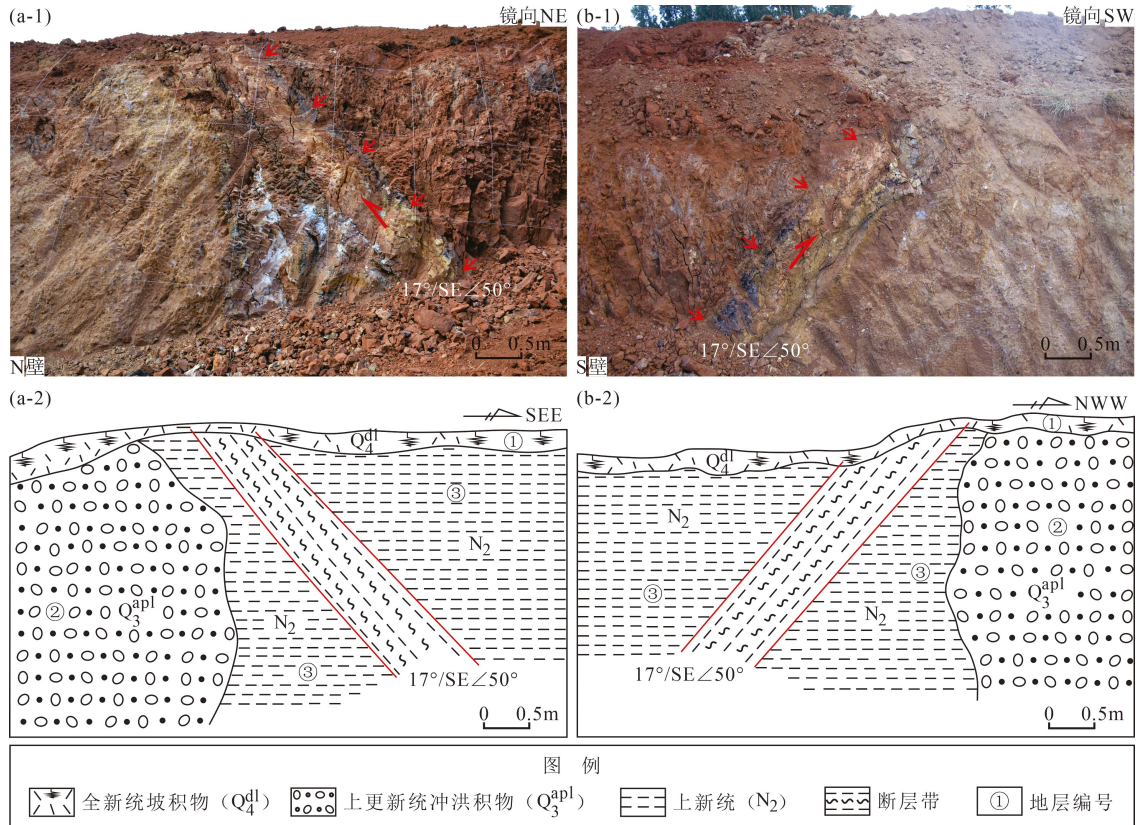 (a-1)
镜向NE
17°/SE∠50°
N壁
0 0.5m
(b-1)
镜向SW
17°/SE∠50°
S壁
0 0.5m
(a-2)
SEE
Q₄ᵈˡ
①
③
N₂
②
Q₃ᵃᵖˡ
N₂
③
17°/SE∠50°
0 0.5m
(b-2)
NWW
①
Q₄ᵈˡ
N₂
②
③
③
Q₃ᵃᵖˡ
N₂
17°/SE∠50°
0 0.5m
图 例
全新统坡积物（Q₄ᵈˡ） 上更新统冲洪积物（Q₃ᵃᵖˡ） 上新统（N₂） 断层带 ① 地层编号